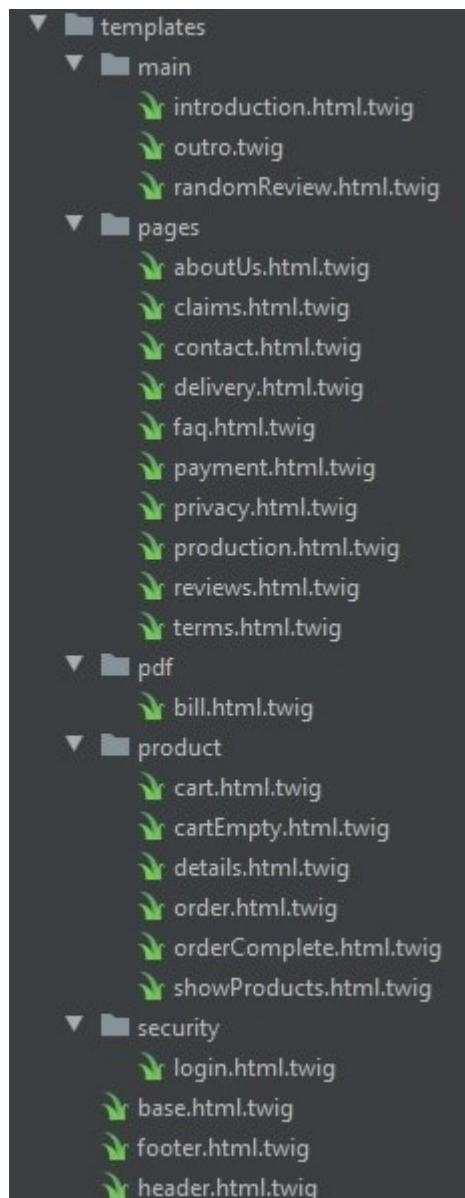 templates
main
introduction.html.twig
outro.twig
randomReview.html.twig
pages
aboutUs.html.twig
claims.html.twig
contact.html.twig
delivery.html.twig
faq.html.twig
payment.html.twig
privacy.html.twig
production.html.twig
reviews.html.twig
terms.html.twig
pdf
bill.html.twig
product
cart.html.twig
cartEmpty.html.twig
details.html.twig
order.html.twig
orderComplete.html.twig
showProducts.html.twig
security
login.html.twig
base.html.twig
footer.html.twig
header.html.twig